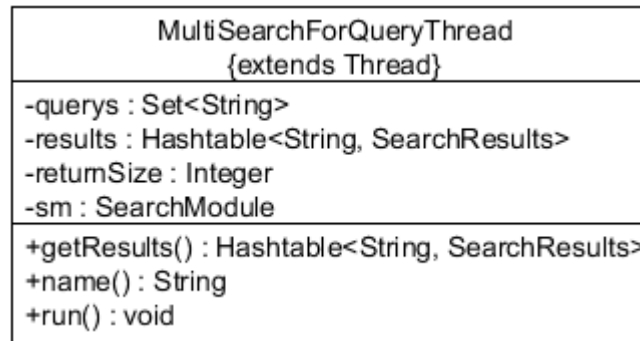 MultiSearchForQueryThread
{extends Thread}
-querys : Set<String>
-results : Hashtable<String, SearchResults>
-returnSize : Integer
-sm : SearchModule
+getResults() : Hashtable<String, SearchResults>
+name() : String
+run() : void